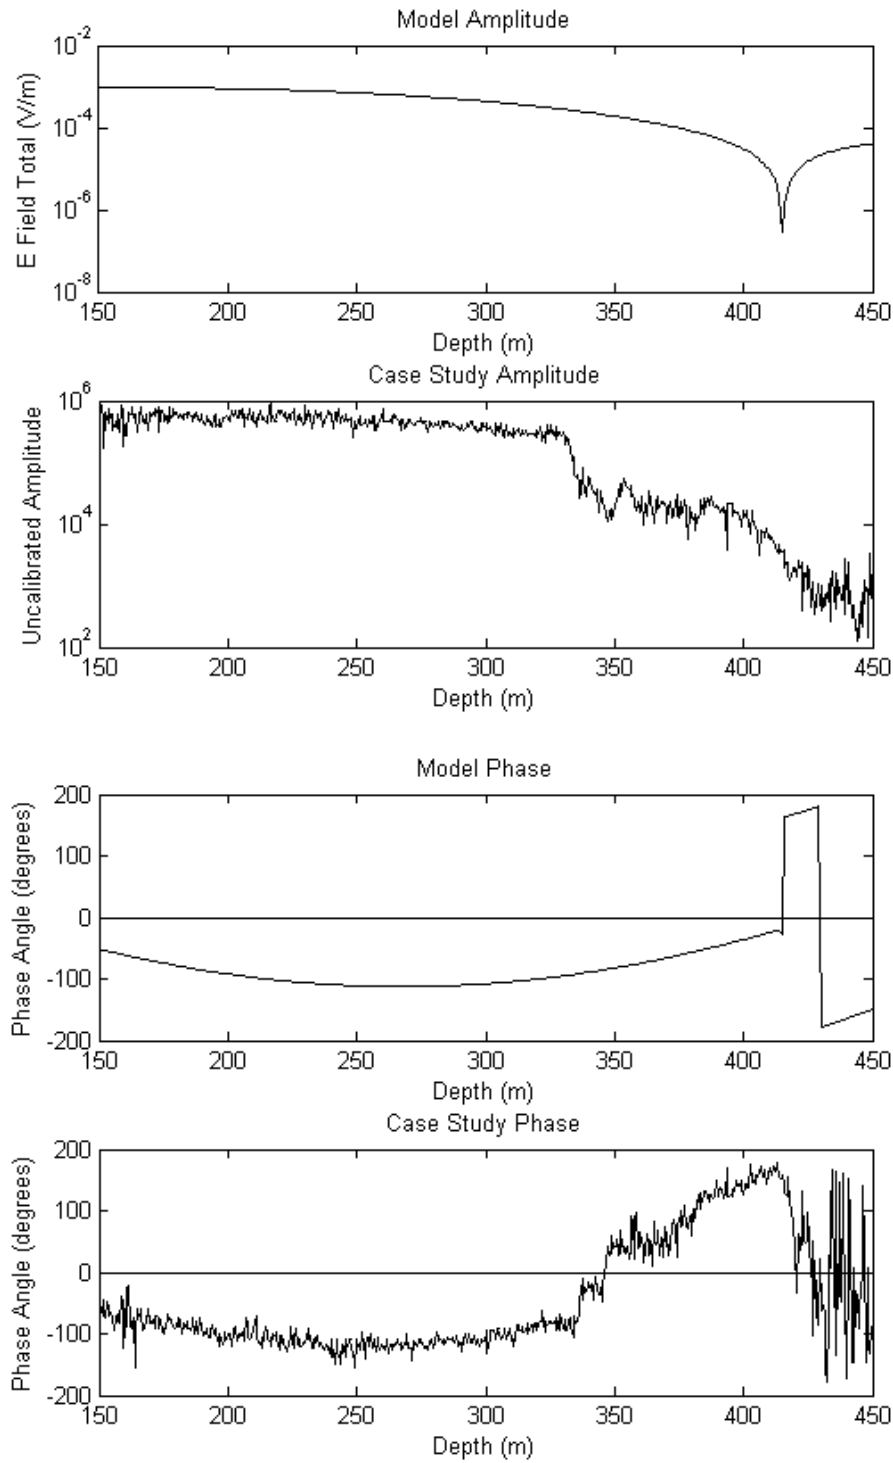 Model Amplitude
10^-2
10^-4
10^-6
10^-8
E Field Total (V/m)
150 200 250 300 350 400 450
Depth (m)
Case Study Amplitude
10^6
10^4
10^2
Uncalibrated Amplitude
150 200 250 300 350 400 450
Depth (m)
Model Phase
200
100
0
-100
-200
Phase Angle (degrees)
150 200 250 300 350 400 450
Depth (m)
Case Study Phase
200
100
0
-100
-200
Phase Angle (degrees)
150 200 250 300 350 400 450
Depth (m)